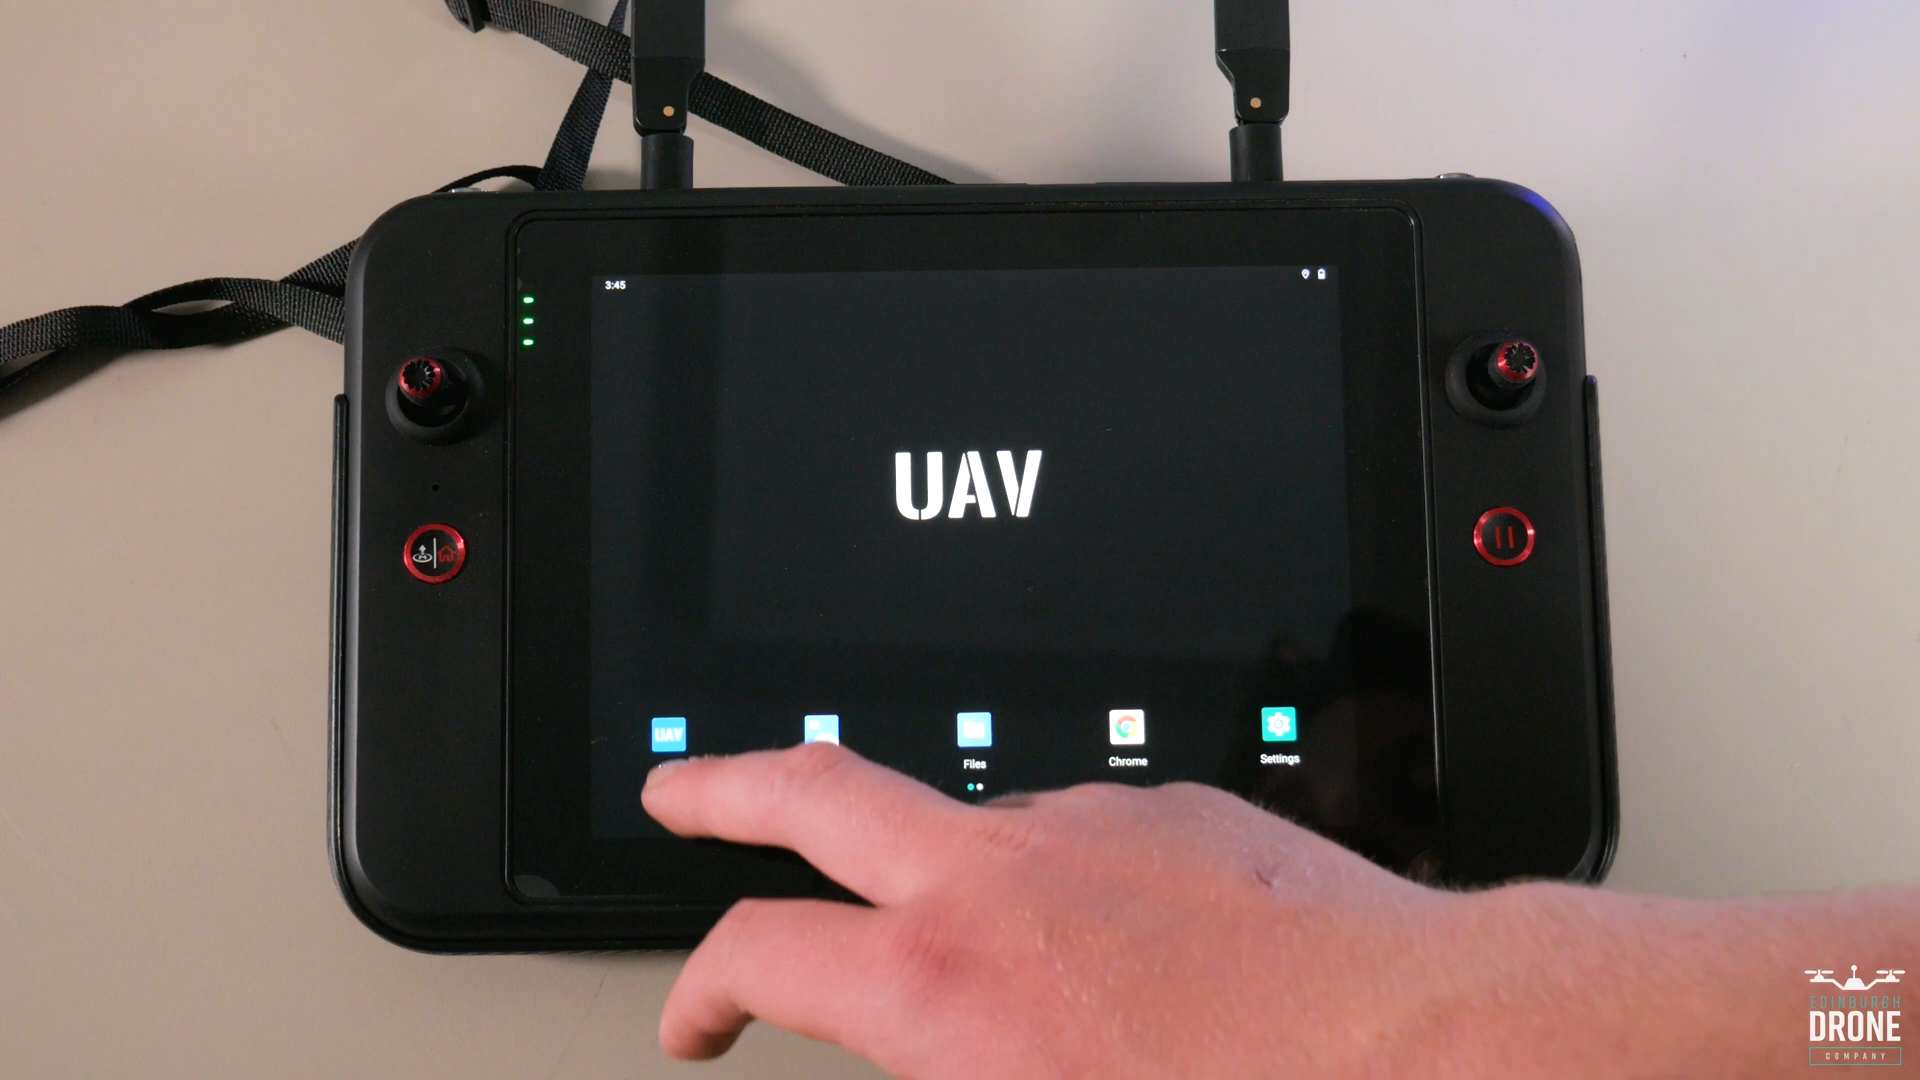 3:45
UAV
UAV
Files
Chrome
Settings
EDINBURGH
DRONE
COMPANY